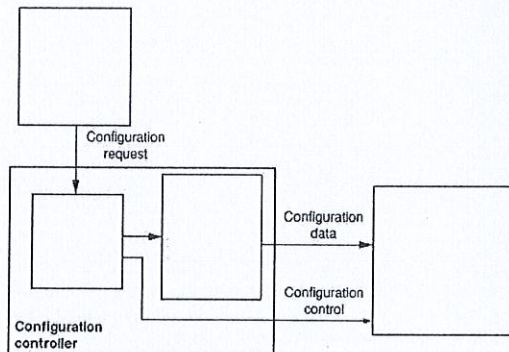 Configuration
request
Configuration
data
Configuration
control
Configuration
controller